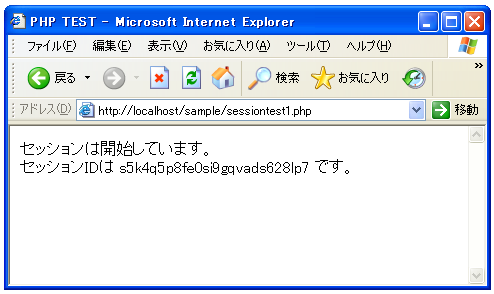 PHP TEST - Microsoft Internet Explorer
ファイル(F) 編集(E) 表示(V) お気に入り(A) ツール(T) ヘルプ(H)
戻る 検索 お気に入り
アドレス(D) http://localhost/sample/sessiontest1.php 移動
セッションは開始しています。
セッションIDは s5k4q5p8fe0si9gqvads628lp7 です。